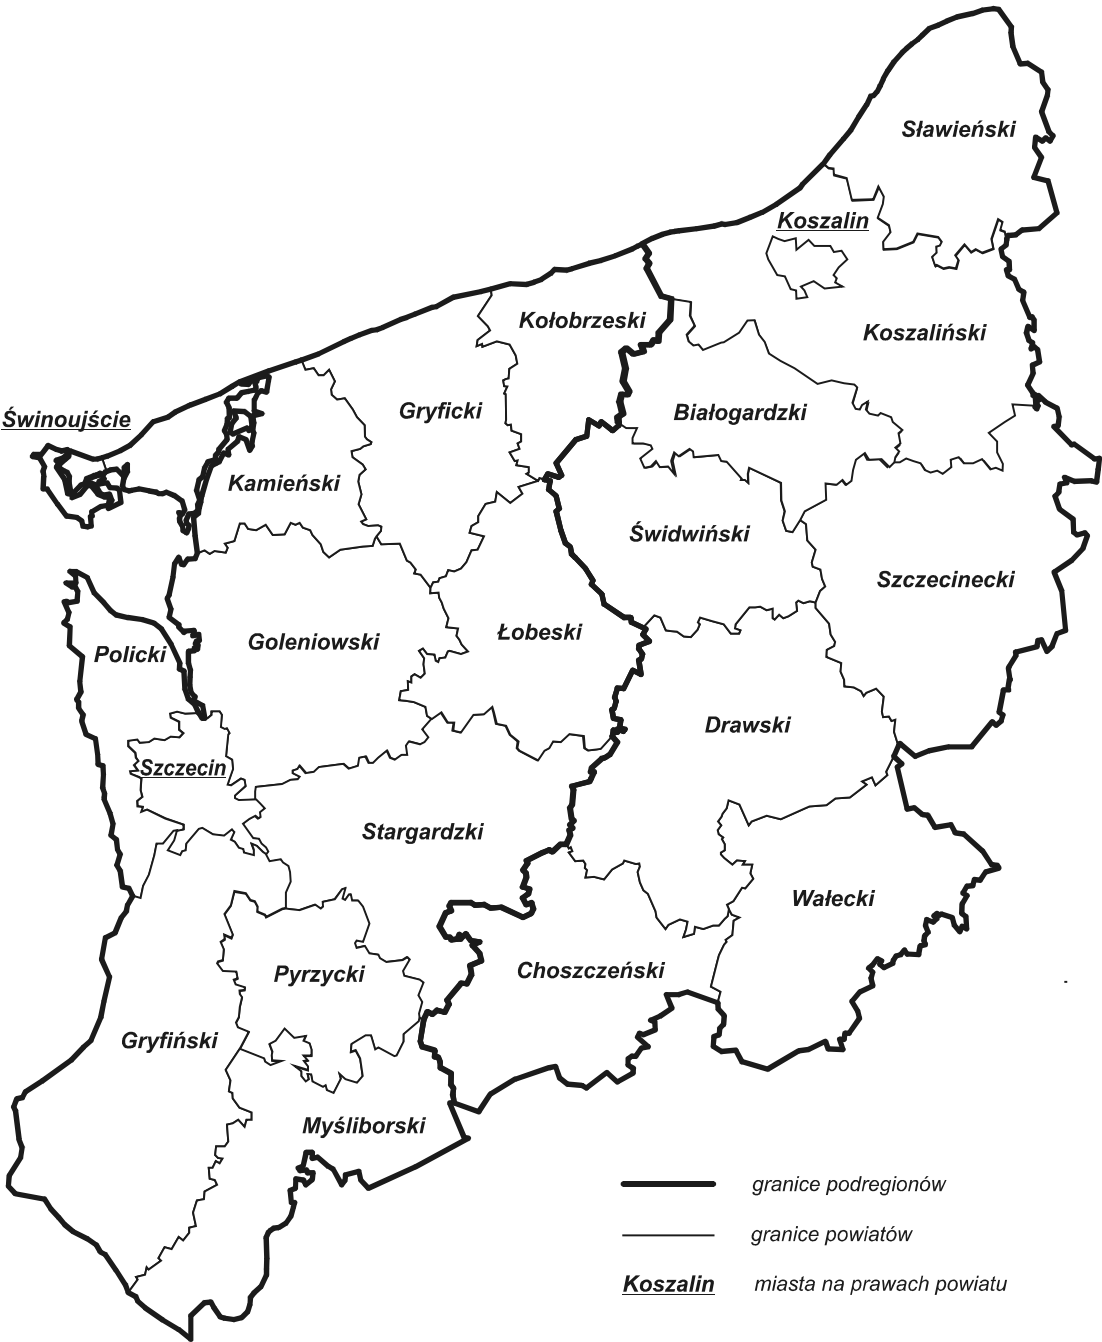 Sławieński
Koszalin
Kołobrzeski
Koszaliński
Gryficki
Białogardzki
Świnoujście
Kamieński
Świdwiński
Szczecinecki
Łobeski
Goleniowski
Policki
Drawski
Szczecin
Stargardzki
Wałecki
Choszczeński
Pyrzycki
Gryfiński
Myśliborski
granice podregionów
granice powiatów
Koszalin miasta na prawach powiatu